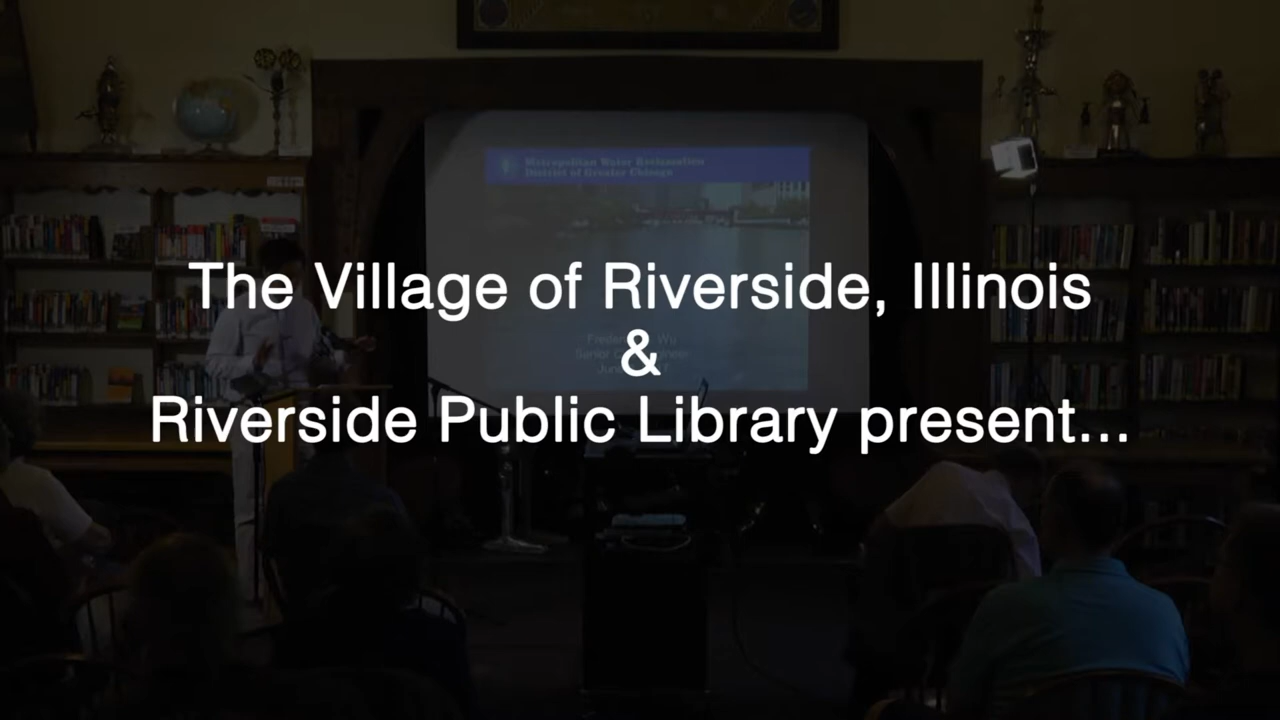 Metropolitan Water Reclamation
District of Greater Chicago
The Village of Riverside, Illinois
&
Riverside Public Library present...